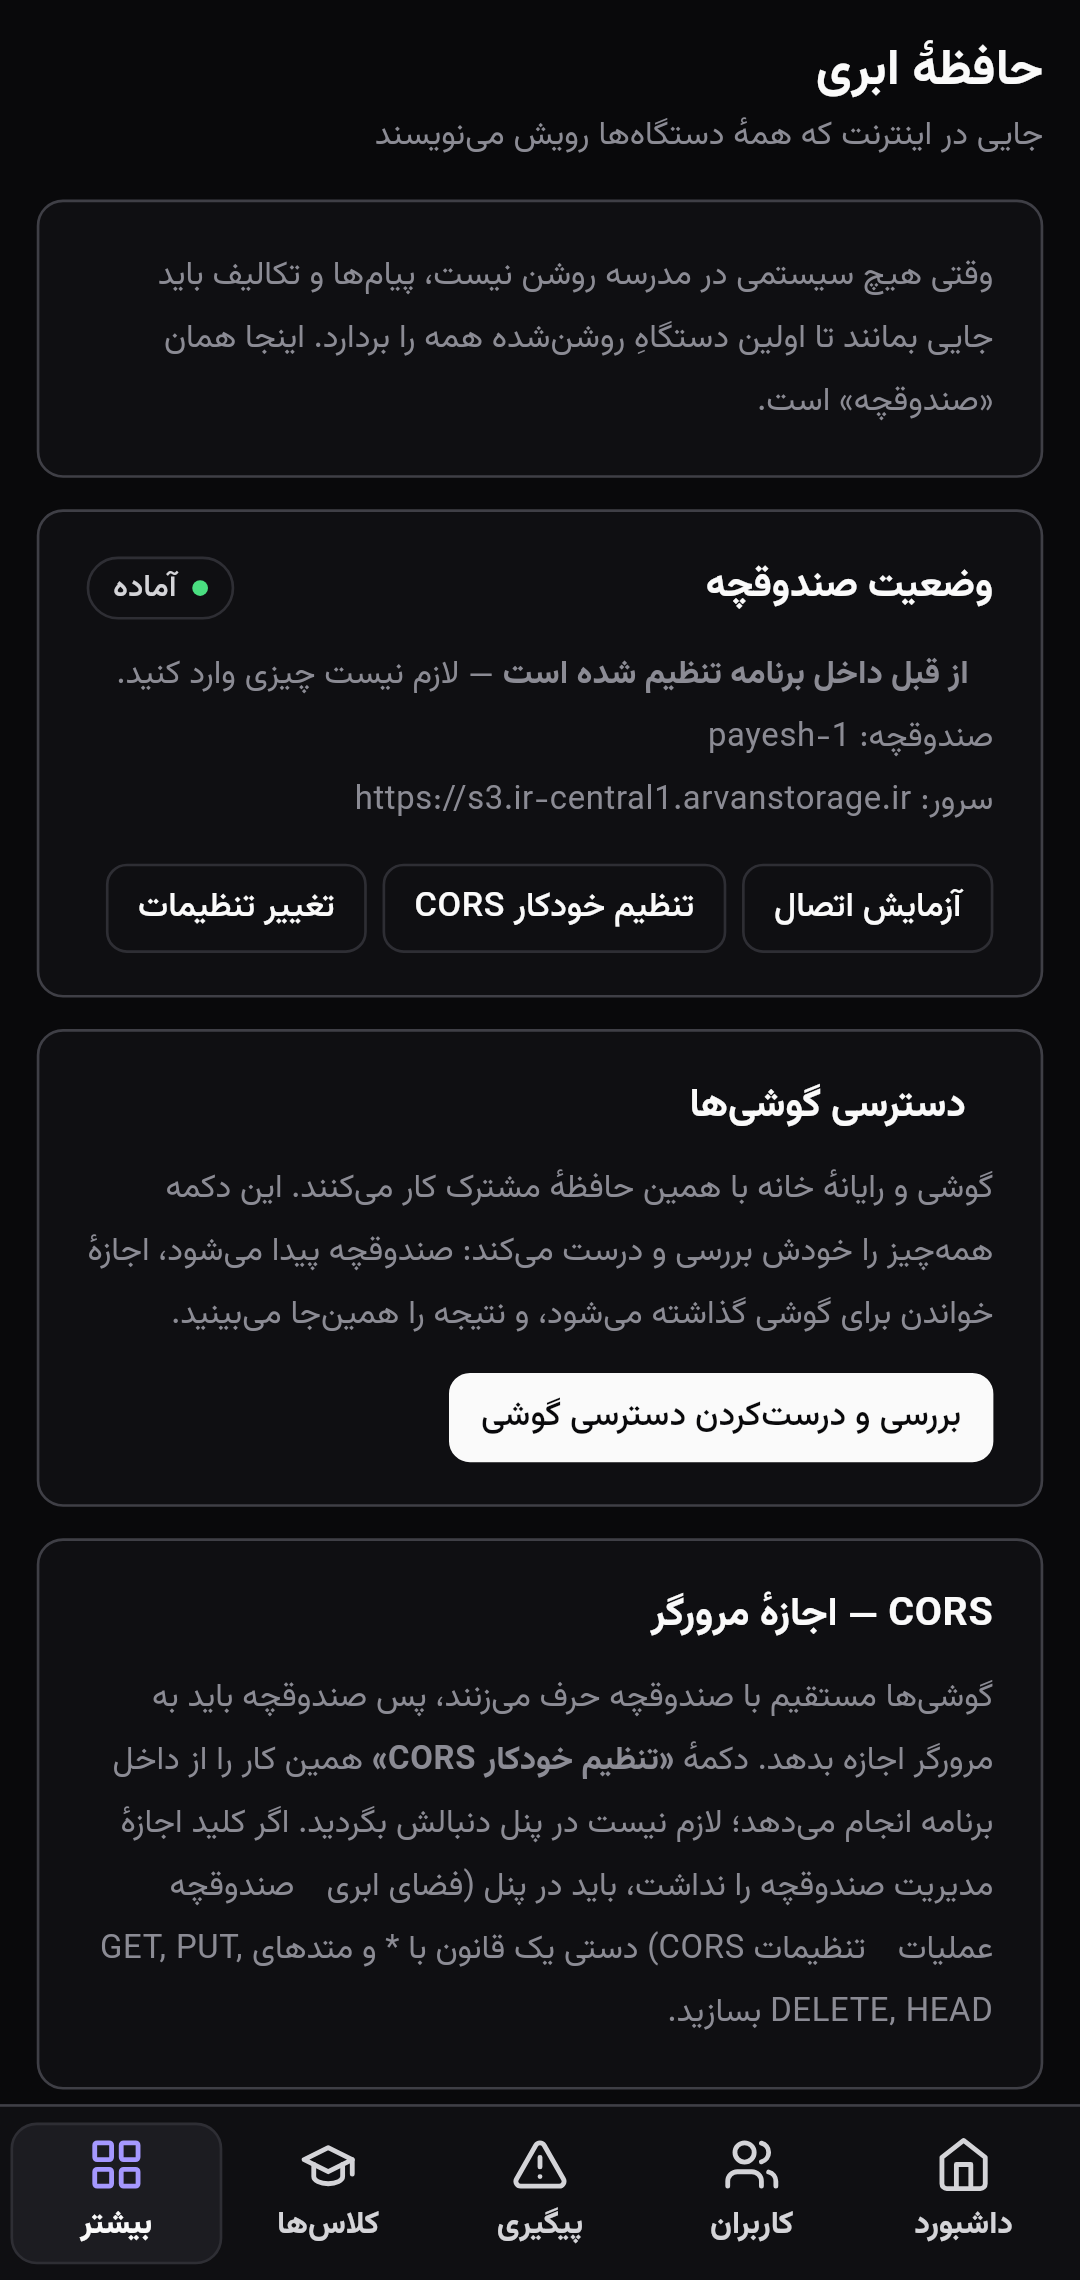 حافظهٔ ابری
جایی در اینترنت که همهٔ دستگاه‌ها رویش می‌نویسند
وقتی هیچ سیستمی در مدرسه روشن نیست، پیام‌ها و تکالیف باید
جایی بمانند تا اولین دستگاهِ روشن‌شده همه را بردارد. اینجا همان
«صندوقچه» است.
وضعیت صندوقچه
آماده
از قبل داخل برنامه تنظیم شده است — لازم نیست چیزی وارد کنید.
صندوقچه: payesh-1
سرور: https://s3.ir-central1.arvanstorage.ir
آزمایش اتصال
تنظیم خودکار CORS
تغییر تنظیمات
دسترسی گوشی‌ها
گوشی و رایانهٔ خانه با همین حافظهٔ مشترک کار می‌کنند. این دکمه
همه‌چیز را خودش بررسی و درست می‌کند: صندوقچه پیدا می‌شود، اجازهٔ
خواندن برای گوشی گذاشته می‌شود، و نتیجه را همین‌جا می‌بینید.
بررسی و درست‌کردن دسترسی گوشی
CORS — اجازهٔ مرورگر
گوشی‌ها مستقیم با صندوقچه حرف می‌زنند، پس صندوقچه باید به
مرورگر اجازه بدهد. دکمهٔ «تنظیم خودکار CORS» همین کار را از داخل
برنامه انجام می‌دهد؛ لازم نیست در پنل دنبالش بگردید. اگر کلید اجازهٔ
مدیریت صندوقچه را نداشت، باید در پنل (فضای ابری صندوقچه
عملیات تنظیمات CORS) دستی یک قانون با * و متدهای GET, PUT,
DELETE, HEAD بسازید.
داشبورد
کاربران
پیگیری
کلاس‌ها
بیشتر